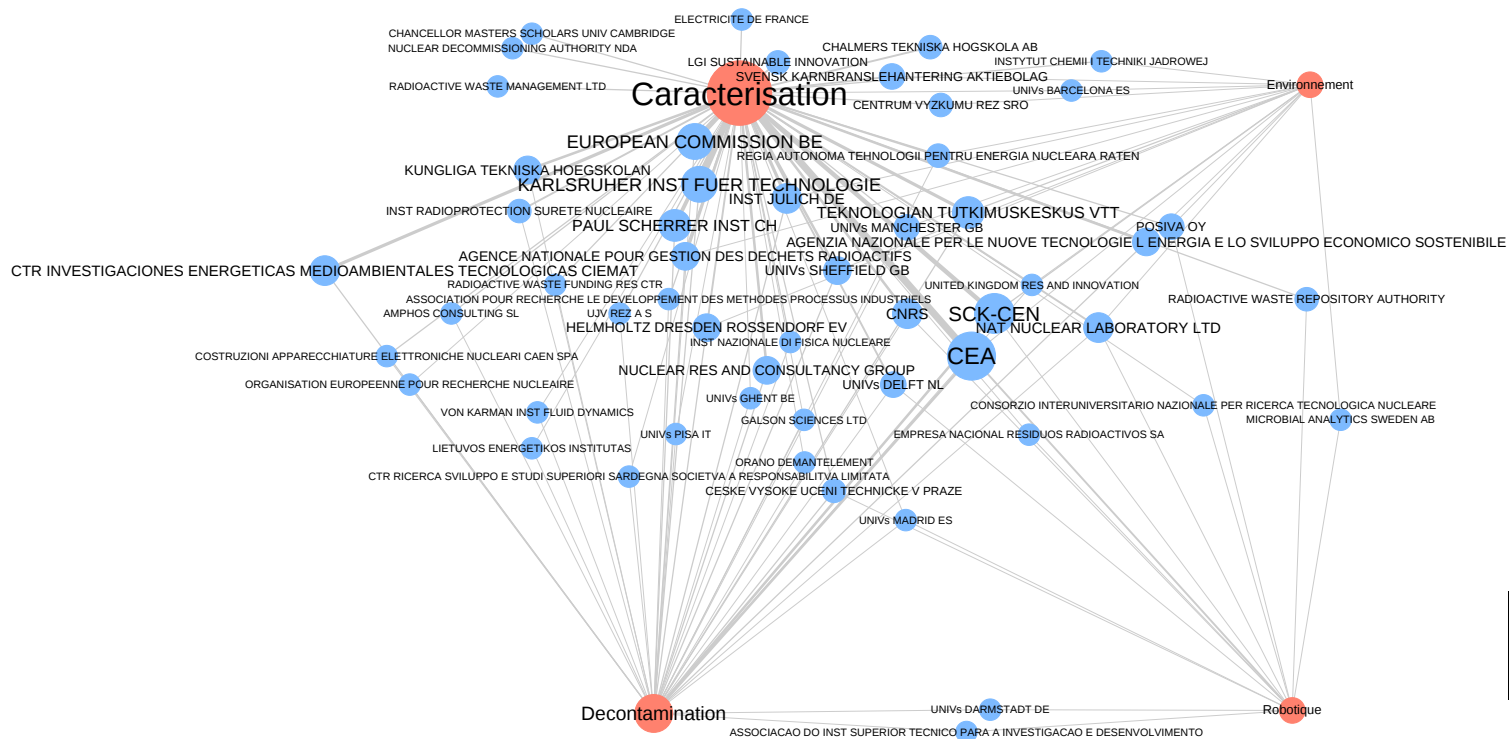 ELECTRICITE DE FRANCE
CHANCELLOR MASTERS SCHOLARS UNIV CAMBRIDGE
NUCLEAR DECOMMISSIONING AUTHORITY NDA
CHALMERS TEKNISKA HOGSKOLA AB
LGI SUSTAINABLE INNOVATION
INSTYTUT CHEMII I TECHNIKI JADROWEJ
SVENSK KARNBRANSLEHANTERING AKTIEBOLAG
RADIOACTIVE WASTE MANAGEMENT LTD
Caractérisation
UNIVs BARCELONA ES
Environnement
CENTRUM VYZKUMU REZ SRO
EUROPEAN COMMISSION BE
REGIA AUTONOMA TEHNOLOGII PENTRU ENERGIA NUCLEARA RATEN
KUNGLIGA TEKNISKA HOEGSKOLAN
KARLSRUHER INST FUER TECHNOLOGIE
INST JULICH DE
INST RADIOPROTECTION SURETE NUCLEAIRE
TEKNOLOGIAN TUTKIMUSKESKUS VTT
PAUL SCHERRER INST CH
UNIVs MANCHESTER GB
POSIVA OY
AGENZIA NAZIONALE PER LE NUOVE TECNOLOGIE L ENERGIA E LO SVILUPPO ECONOMICO SOSTENIBILE
AGENCE NATIONALE POUR GESTION DES DECHETS RADIOACTIFS
CTR INVESTIGACIONES ENERGETICAS MEDIOAMBIENTALES TECNOLOGICAS CIEMAT
UNIVs SHEFFIELD GB
RADIOACTIVE WASTE FUNDING RES CTR
UNITED KINGDOM RES AND INNOVATION
ASSOCIATION POUR RECHERCHE LE DEVELOPPEMENT DES METHODES PROCESSUS INDUSTRIELS
RADIOACTIVE WASTE REPOSITORY AUTHORITY
AMPHOS CONSULTING SL
UJV REZ A S
CNRS
SCK-CEN
HELMHOLTZ DRESDEN ROSSENDORF EV
NAT NUCLEAR LABORATORY LTD
INST NAZIONALE DI FISICA NUCLEARE
COSTRUZIONI APPARECCHIATURE ELETTRONICHE NUCLEARI CAEN SPA
CEA
NUCLEAR RES AND CONSULTANCY GROUP
ORGANISATION EUROPEENNE POUR RECHERCHE NUCLEAIRE
UNIVs DELFT NL
UNIVs GHENT BE
CONSORZIO INTERUNIVERSITARIO NAZIONALE PER RICERCA TECNOLOGICA NUCLEARE
VON KARMAN INST FLUID DYNAMICS
GALSON SCIENCES LTD
MICROBIAL ANALYTICS SWEDEN AB
UNIVs PISA IT
EMPRESA NACIONAL RESIDUOS RADIOACTIVOS SA
LIETUVOS ENERGETIKOS INSTITUTAS
ORANO DEMANTELEMENT
CTR RICERCA SVILUPPO E STUDI SUPERIORI SARDEGNA SOCIETVA A RESPONSABILITVA LIMITATA
CESKE VYSOKE UCENI TECHNICKE V PRAZE
UNIVs MADRID ES
UNIVs DARMSTADT DE
Robotique
Decontamination
ASSOCIACAO DO INST SUPERIOR TECNICO PARA A INVESTIGACAO E DESENVOLVIMENTO